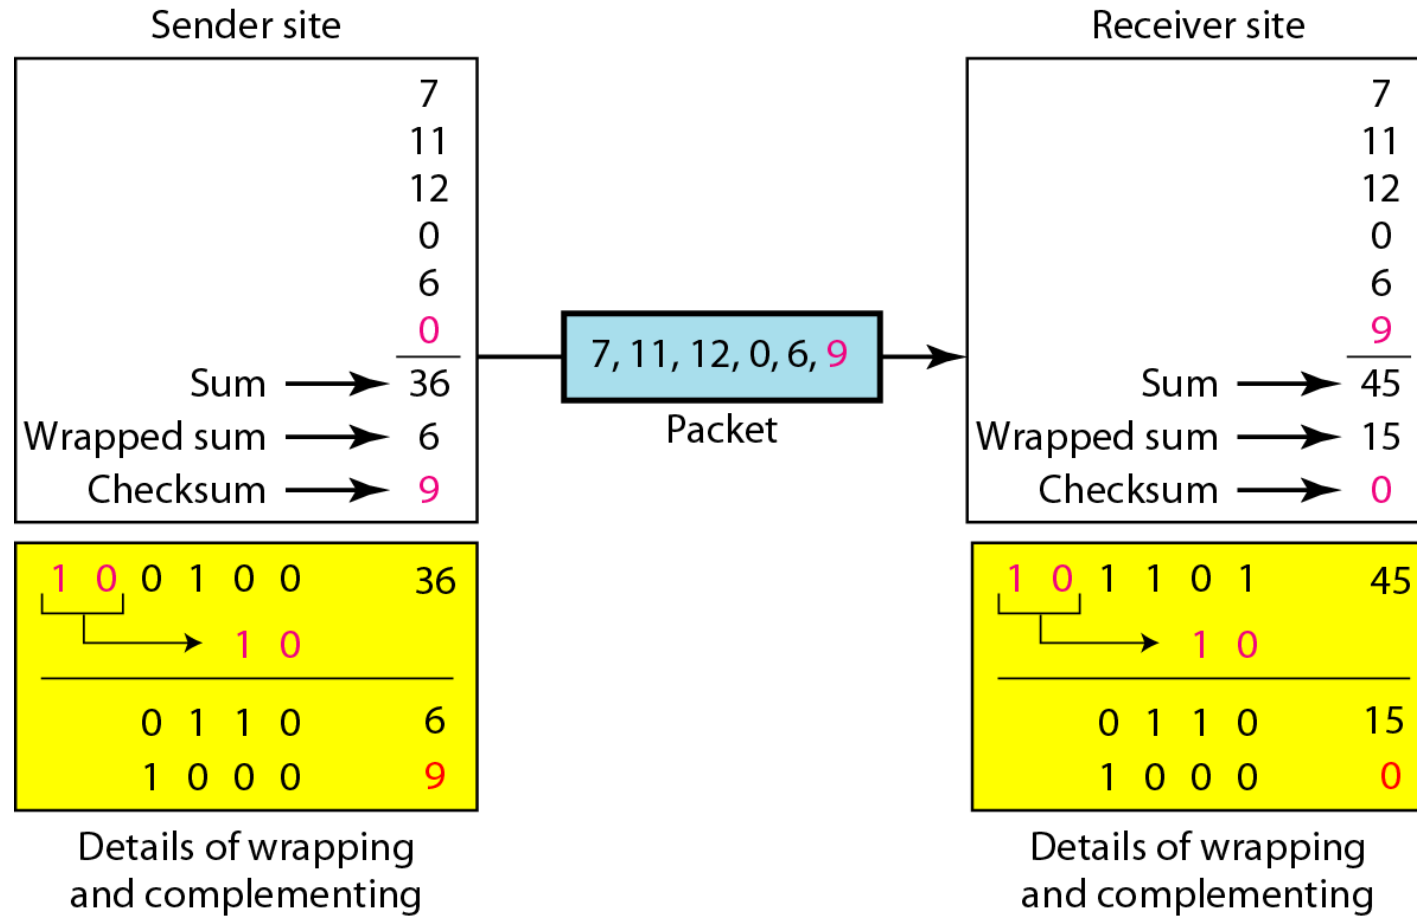 Sender site
7
11
12
0
6
0
Sum 36
Wrapped sum 6
Checksum 9
1 0 0 1 0 0 36
1 0
0 1 1 0 6
1 0 0 0 9
Details of wrapping
and complementing
7, 11, 12, 0, 6, 9
Packet
Receiver site
7
11
12
0
6
9
Sum 45
Wrapped sum 15
Checksum 0
1 0 1 1 0 1 45
1 0
0 1 1 0 15
1 0 0 0 0
Details of wrapping
and complementing